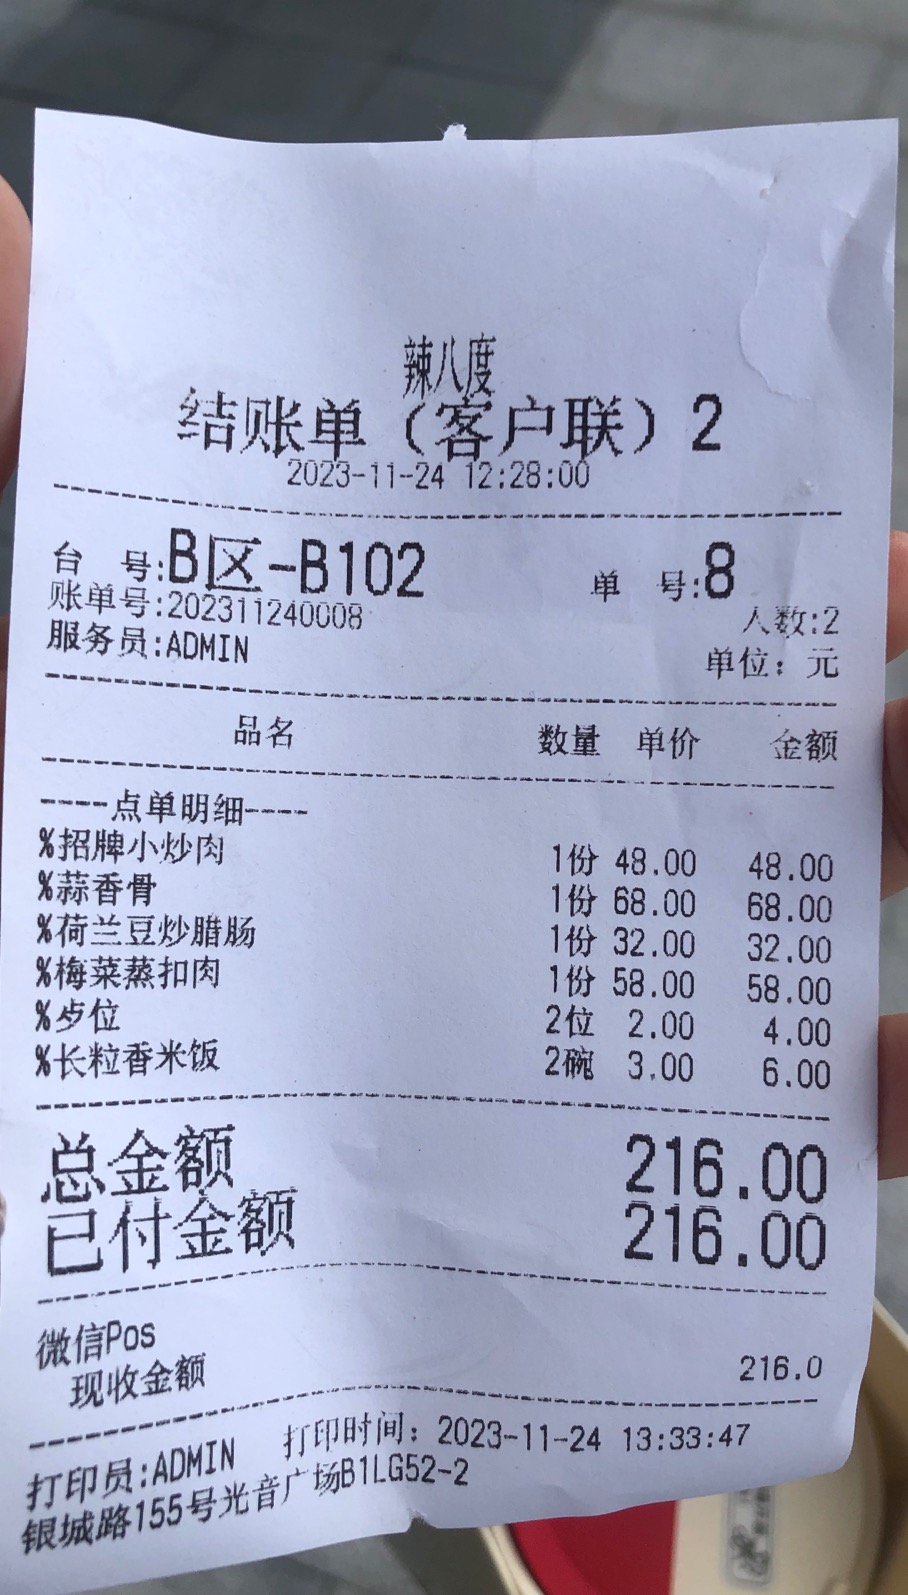 辣八度
结账单（客户联）2
2023-11-24 12:28:00
台 号:B区-B102 单 号:8
账单号:202311240008 人数:2
服务员:ADMIN 单位：元
品名 数量 单价 金额
----点单明细----
%招牌小炒肉 1份 48.00 48.00
%蒜香骨 1份 68.00 68.00
%荷兰豆炒腊肠 1份 32.00 32.00
%梅菜蒸扣肉 1份 58.00 58.00
%歺位 2位 2.00 4.00
%长粒香米饭 2碗 3.00 6.00
总金额 216.00
已付金额 216.00
微信Pos
现收金额 216.0
打印员:ADMIN 打印时间：2023-11-24 13:33:47
银城路155号光音广场B1LG52-2